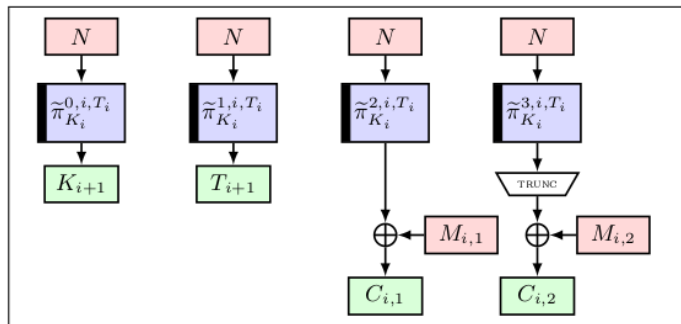 N N N N
π̃_{K_i}^{0,i,T_i} π̃_{K_i}^{1,i,T_i} π̃_{K_i}^{2,i,T_i} π̃_{K_i}^{3,i,T_i}
K_{i+1} T_{i+1} TRUNC
M_{i,1} M_{i,2}
C_{i,1} C_{i,2}